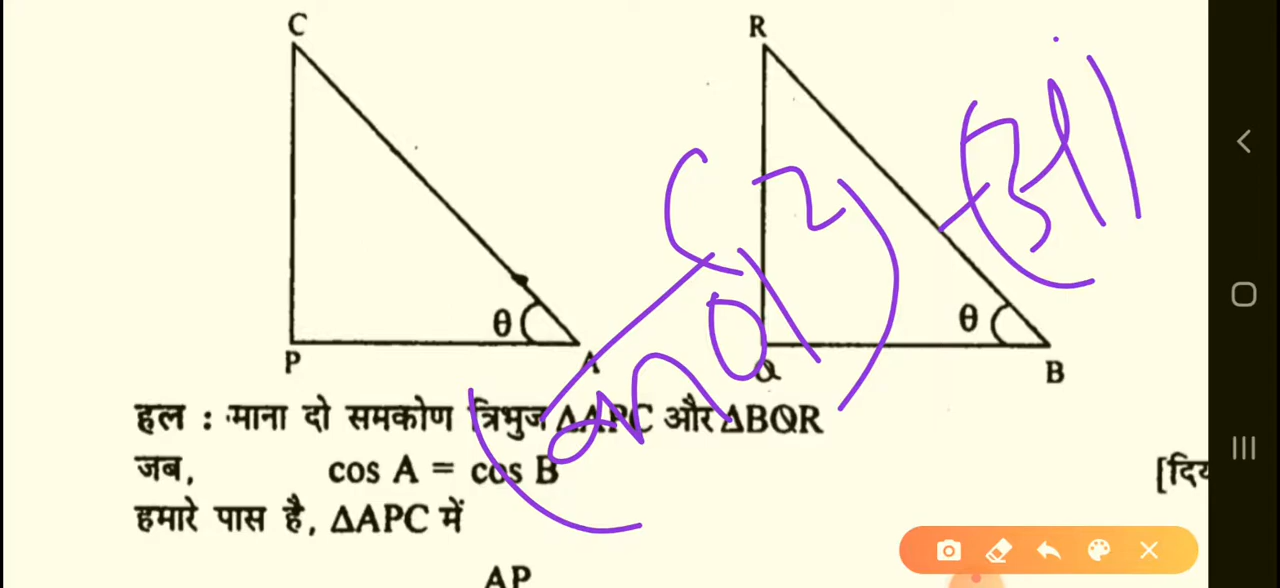 C
R
θ
θ
P
A
Q
B
हल : माना दो समकोण त्रिभुज ΔAPC और ΔBQR
जब, cos A = cos B [दिय
हमारे पास है, ΔAPC में
AP